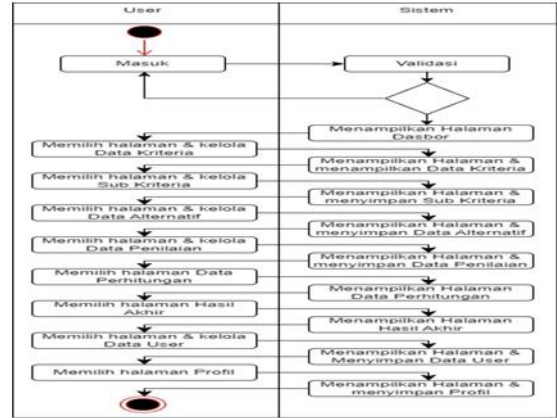 User
Sistem
Masuk
Validasi
Menampilkan Halaman
Dasbor
Memilih halaman & kelola
Data Kriteria
Menampilkan Halaman &
menampilkan Data Kriteria
Memilih halaman & kelola
Sub Kriteria
Menampilkan Halaman &
menyimpan Sub Kriteria
Memilih halaman & kelola
Data Alternatif
Menampilkan Halaman &
menyimpan Data Alternatif
Memilih halaman & kelola
Data Penilaian
Menampilkan Halaman &
menyimpan Data Penilaian
Memilih halaman Data
Perhitungan
Menampilkan Halaman
Data Perhitungan
Memilih halaman Hasil
Akhir
Menampilkan Halaman
Hasil Akhir
Memilih halaman & kelola
Data User
Menampilkan Halaman &
Menyimpan Data User
Memilih halaman Profil
Menampilkan Halaman &
menyimpan Profil